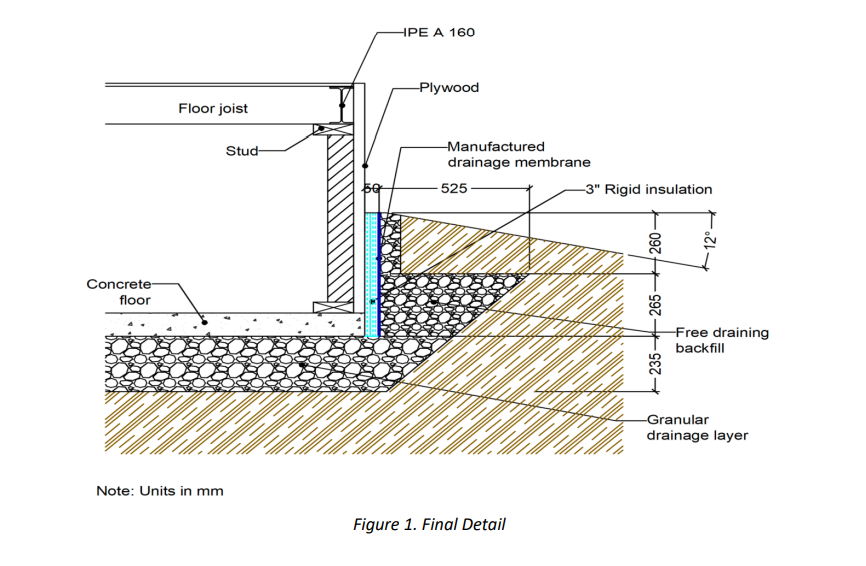 IPE A 160
Plywood
Floor joist
Stud
Manufactured
drainage membrane
50
525
3" Rigid insulation
260
12°
Concrete
floor
265
Free draining
backfill
235
Granular
drainage layer
Note: Units in mm
Figure 1. Final Detail